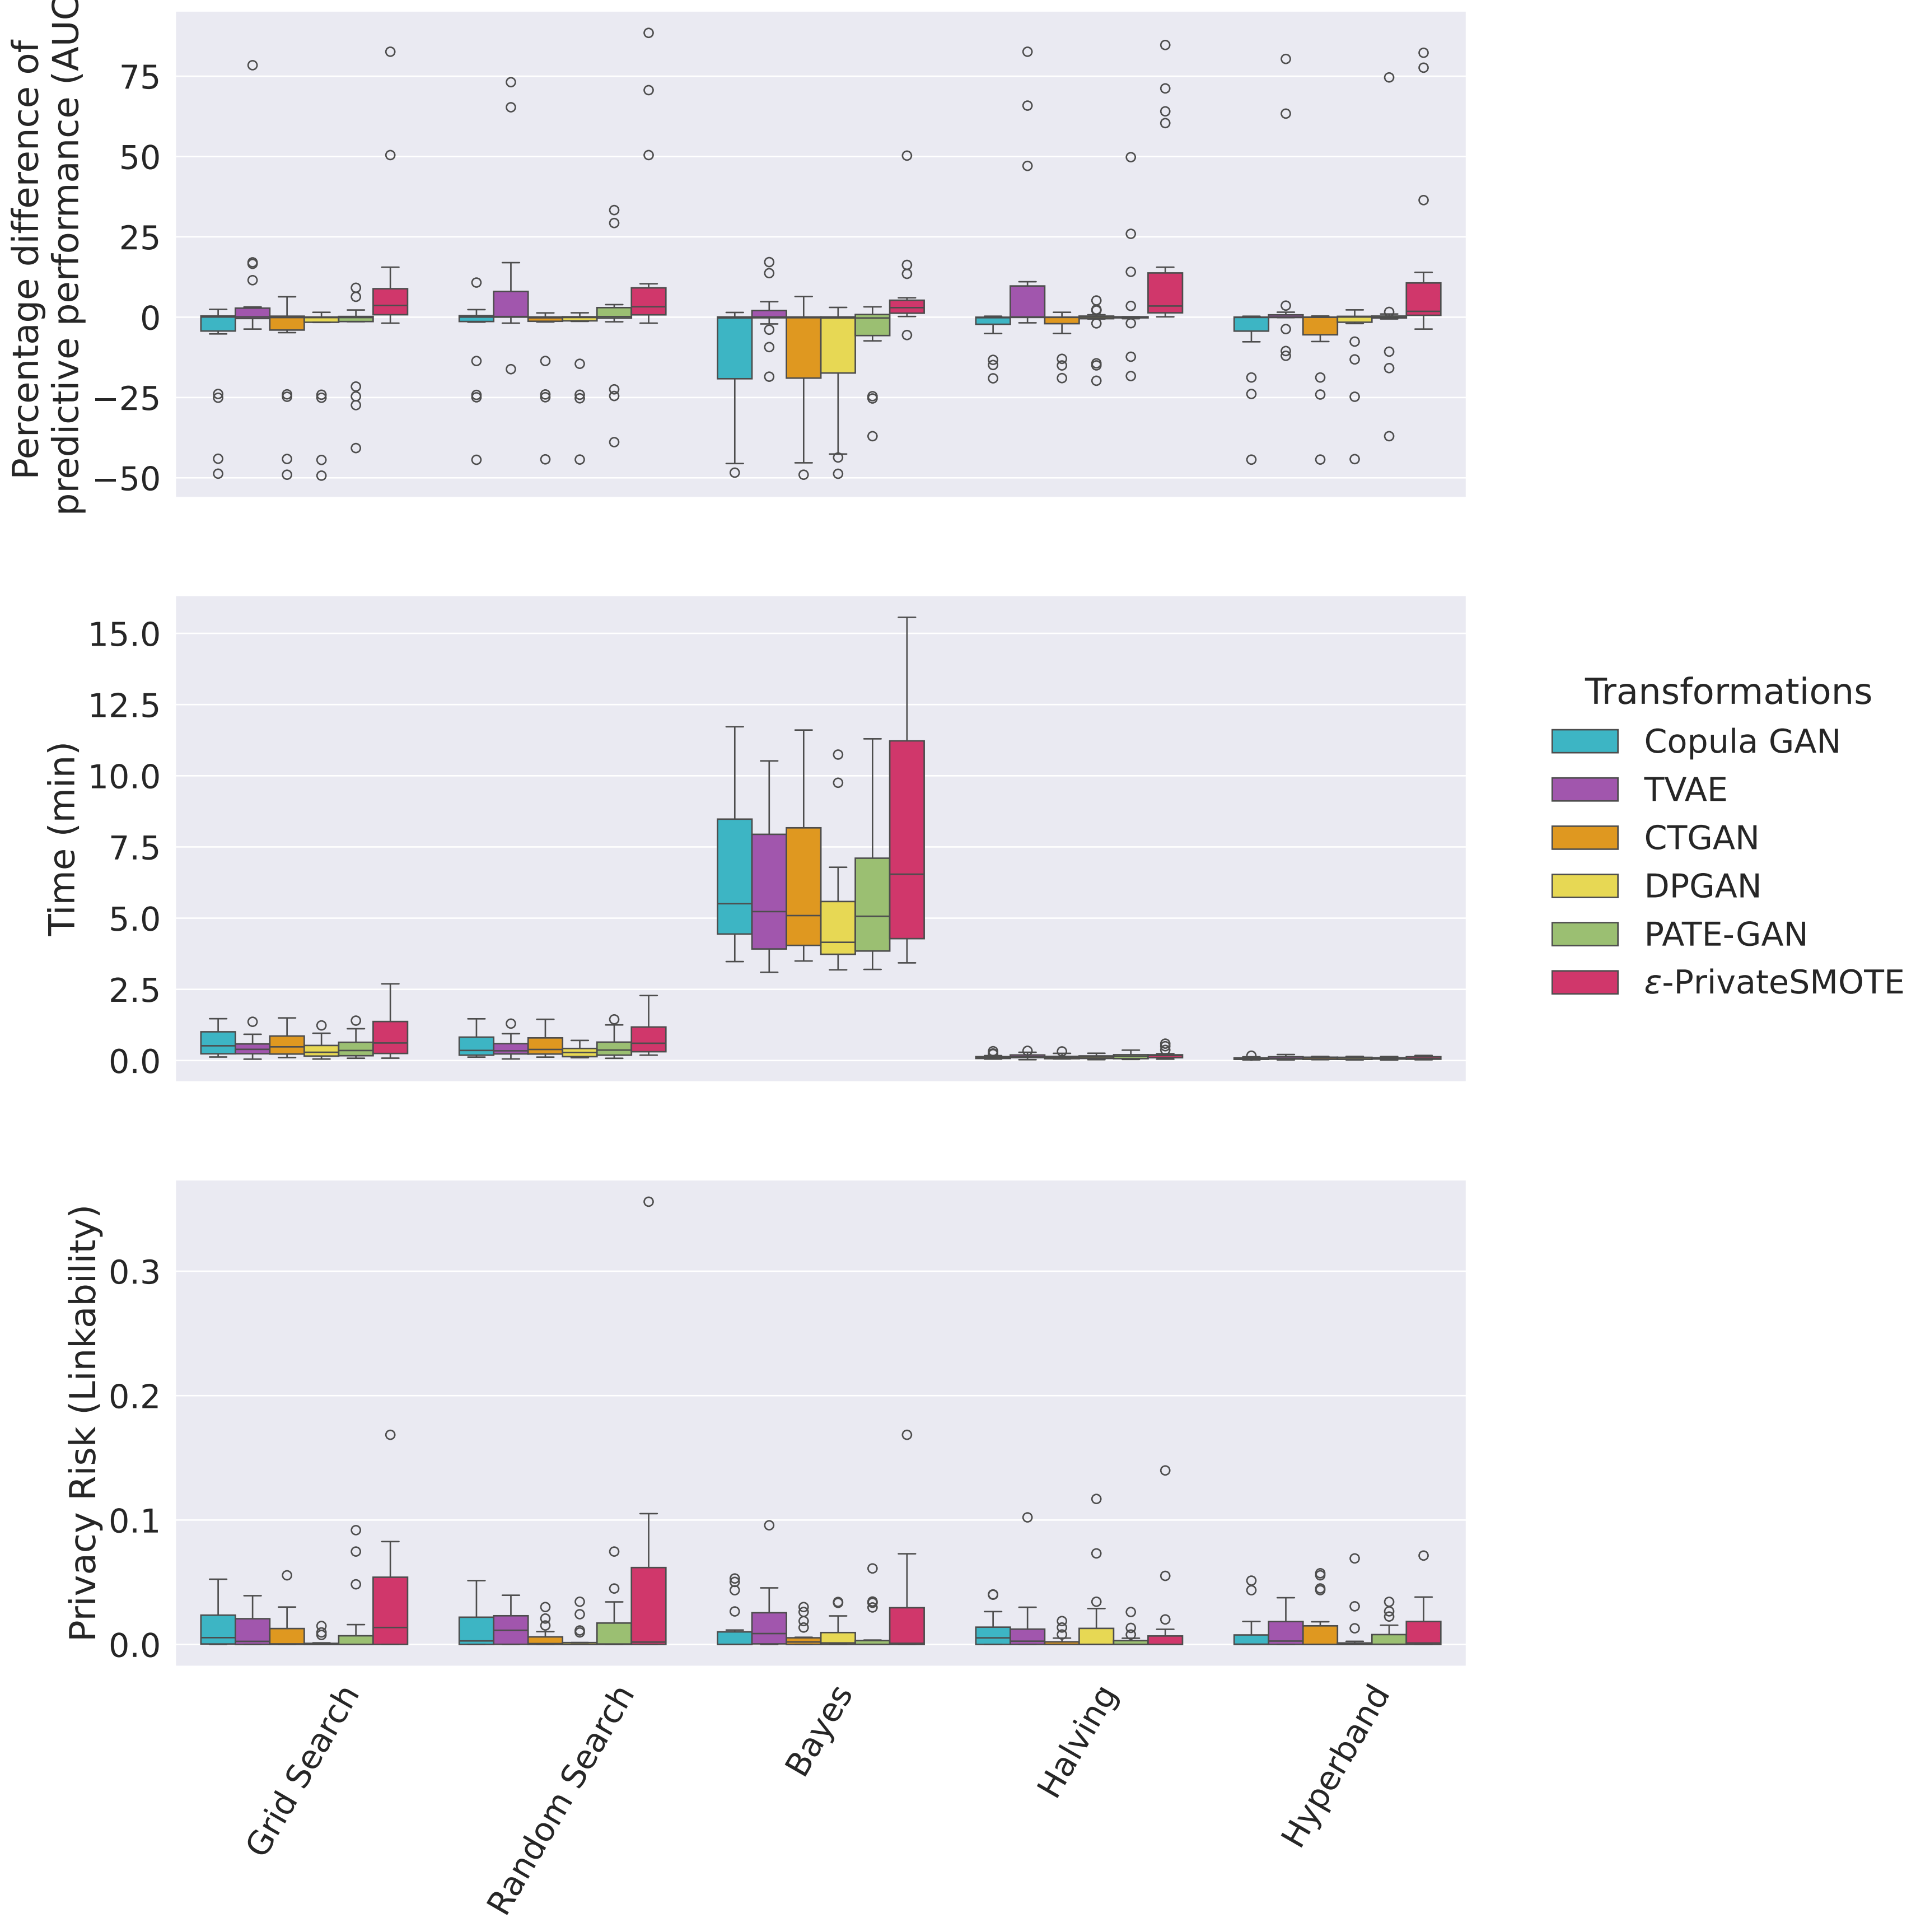 Percentage difference of
predictive performance (AUC
75
50
25
0
−25
−50
Time (min)
15.0
12.5
10.0
7.5
5.0
2.5
0.0
Transformations
Copula GAN
TVAE
CTGAN
DPGAN
PATE-GAN
ε-PrivateSMOTE
Privacy Risk (Linkability)
0.3
0.2
0.1
0.0
Grid Search
Random Search
Bayes
Halving
Hyperband